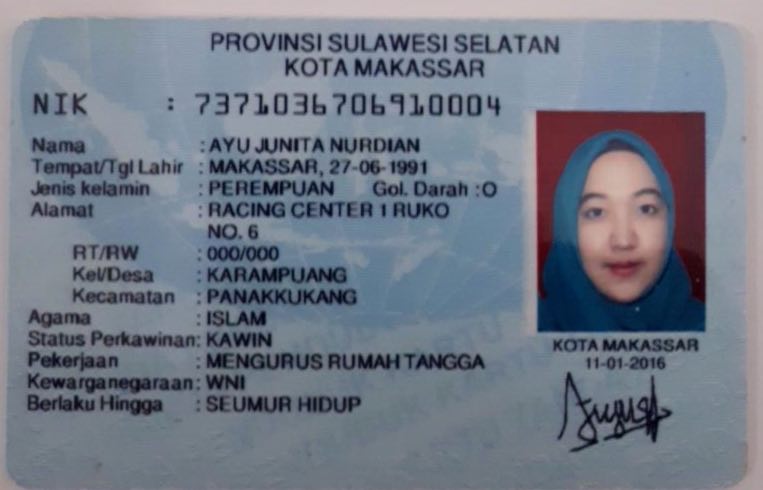 PROVINSI SULAWESI SELATAN
KOTA MAKASSAR
NIK : 7371036706910004
Nama : AYU JUNITA NURDIAN
Tempat/Tgl Lahir : MAKASSAR, 27-06-1991
Jenis kelamin : PEREMPUAN Gol. Darah : O
Alamat : RACING CENTER 1 RUKO
NO. 6
RT/RW : 000/000
Kel/Desa : KARAMPUANG
Kecamatan : PANAKKUKANG
Agama : ISLAM
Status Perkawinan: KAWIN
Pekerjaan : MENGURUS RUMAH TANGGA
Kewarganegaraan: WNI
Berlaku Hingga : SEUMUR HIDUP
KOTA MAKASSAR
11-01-2016